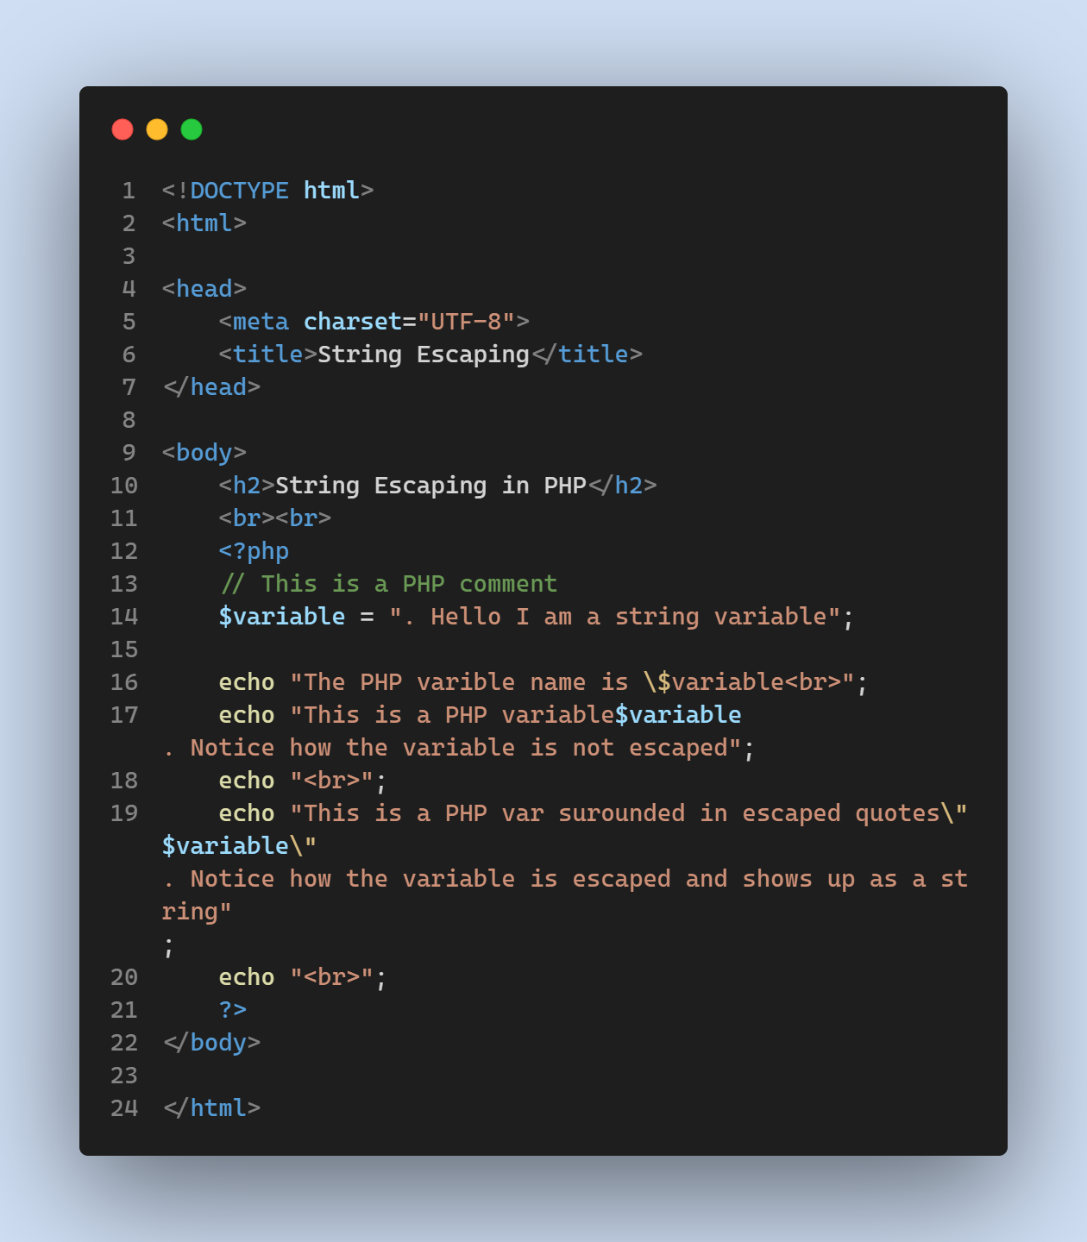 1 <!DOCTYPE html>
2 <html>
3
4 <head>
5     <meta charset="UTF-8">
6     <title>String Escaping</title>
7 </head>
8
9 <body>
10     <h2>String Escaping in PHP</h2>
11     <br><br>
12     <?php
13     // This is a PHP comment
14     $variable = ". Hello I am a string variable";
15
16     echo "The PHP varible name is \$variable<br>";
17     echo "This is a PHP variable$variable
. Notice how the variable is not escaped";
18     echo "<br>";
19     echo "This is a PHP var surounded in escaped quotes\"
$variable\"
. Notice how the variable is escaped and shows up as a st
ring"
;
20     echo "<br>";
21     ?>
22 </body>
23
24 </html>